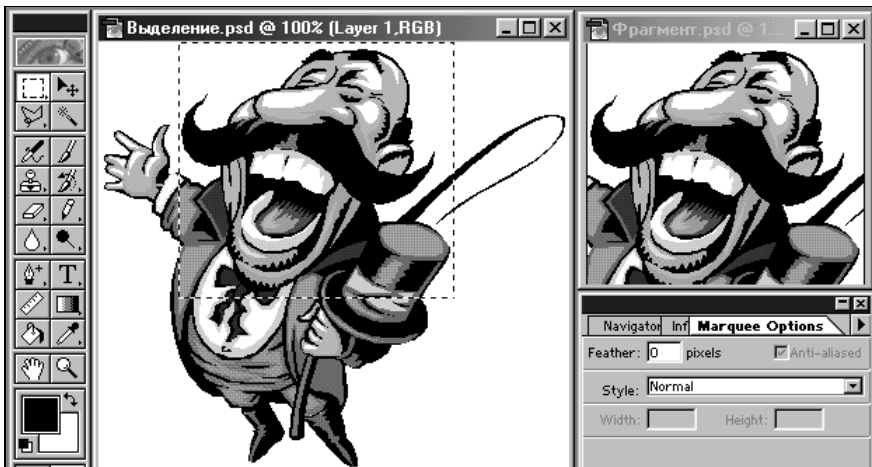 Выделение.psd @ 100% (Layer 1,RGB)
Фрагмент.psd @ 1...
T
Navigator Inf Marquee Options
Feather: 0 pixels Anti-aliased
Style: Normal
Width: Height: